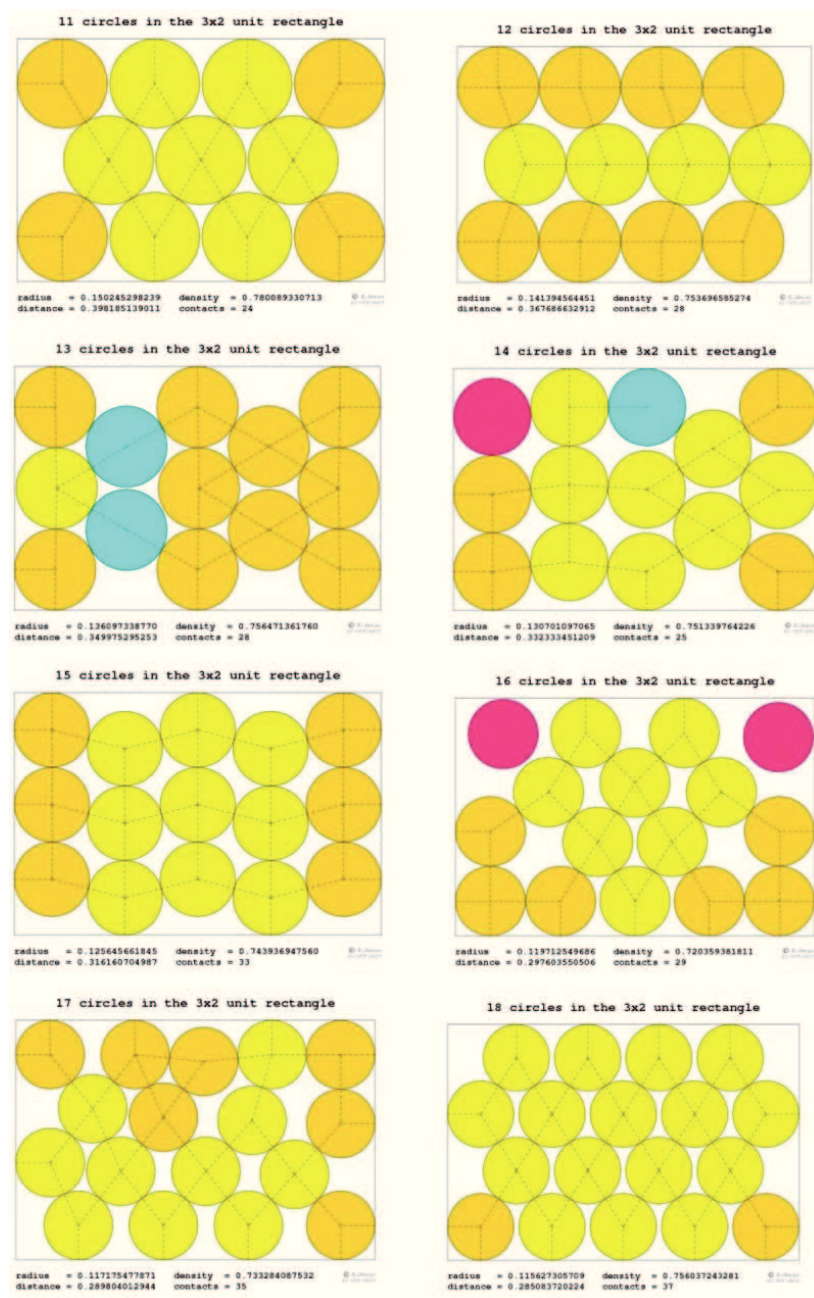 11 circles in the 3x2 unit rectangle
radius = 0.150245298239 density = 0.780089330713
distance = 0.398185139011 contacts = 24
12 circles in the 3x2 unit rectangle
radius = 0.141394564451 density = 0.753696585274
distance = 0.367686632912 contacts = 28
13 circles in the 3x2 unit rectangle
radius = 0.136097338770 density = 0.756471361760
distance = 0.349975295253 contacts = 28
14 circles in the 3x2 unit rectangle
radius = 0.130701097065 density = 0.751339764226
distance = 0.332333451209 contacts = 25
15 circles in the 3x2 unit rectangle
radius = 0.125645661845 density = 0.743936947560
distance = 0.316160704987 contacts = 33
16 circles in the 3x2 unit rectangle
radius = 0.119712549686 density = 0.720359381811
distance = 0.297603550506 contacts = 29
17 circles in the 3x2 unit rectangle
radius = 0.117175477871 density = 0.733284087532
distance = 0.289804012944 contacts = 35
18 circles in the 3x2 unit rectangle
radius = 0.115627305709 density = 0.756037243281
distance = 0.285083720224 contacts = 37